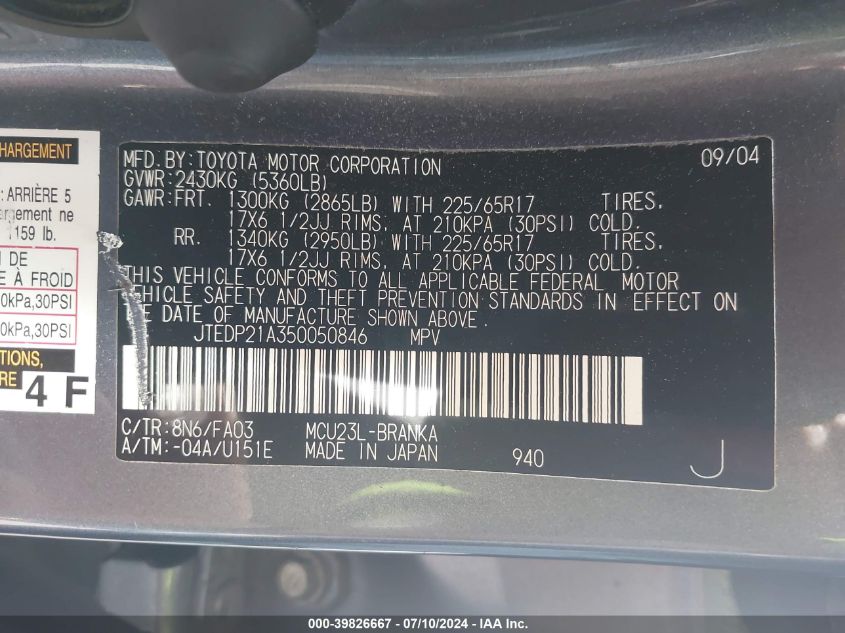 HARGEMENT
: ARRIÈRE 5
rgement ne
1159 lb.
N DE
E À FROID
0kPa,30PSI
0kPa,30PSI
TIONS,
RE
-4 F
MFD.BY:TOYOTA MOTOR CORPORATION 09/04
GVWR:2430KG (5360LB)
GAWR:FRT. 1300KG (2865LB) WITH 225/65R17 TIRES,
17X6 1/2JJ RIMS, AT 210KPA (30PSI) COLD.
RR. 1340KG (2950LB) WITH 225/65R17 TIRES,
17X6 1/2JJ RIMS, AT 210KPA (30PSI) COLD.
THIS VEHICLE CONFORMS TO ALL APPLICABLE FEDERAL MOTOR
VEHICLE SAFETY AND THEFT PREVENTION STANDARDS IN EFFECT ON
THE DATE OF MANUFACTURE SHOWN ABOVE.
JTEDP21A350050846 MPV
C/TR:8N6/FA03 MCU23L-BRANKA
A/TM:-04A/U151E MADE IN JAPAN 940 J
000-39826667 - 07/10/2024 - IAA Inc.